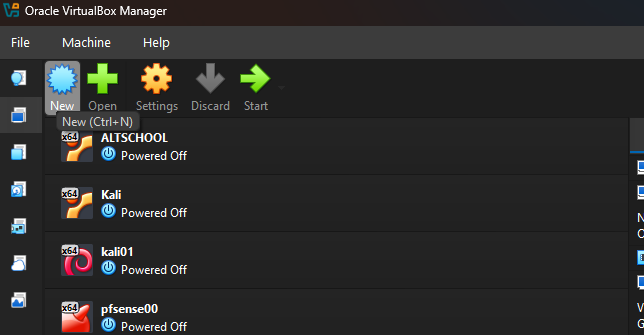 Oracle VirtualBox Manager
File Machine Help
New Open Settings Discard Start
New (Ctrl+N)
x64 ALTSCHOOL
Powered Off
x64 Kali
Powered Off
x64 kali01
Powered Off
x64 pfsense00
Powered Off